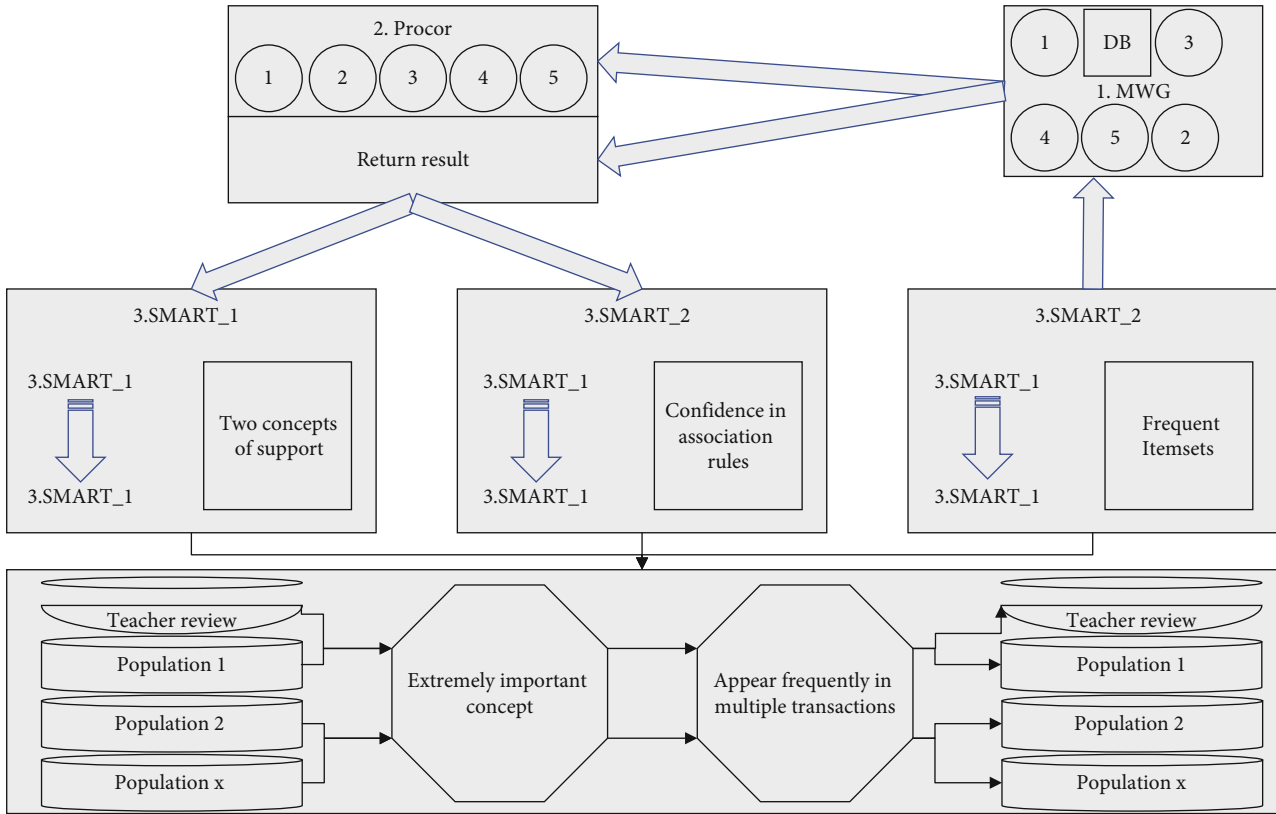 2. Procor
1 2 3 4 5
Return result
1 DB 3
1. MWG
4 5 2
3.SMART_1
3.SMART_1
Two concepts
of support
3.SMART_1
3.SMART_2
3.SMART_1
Confidence in
association
rules
3.SMART_1
3.SMART_2
3.SMART_1
Frequent
Itemsets
3.SMART_1
Teacher review
Population 1
Population 2
Population x
Extremely important
concept
Appear frequently in
multiple transactions
Teacher review
Population 1
Population 2
Population x